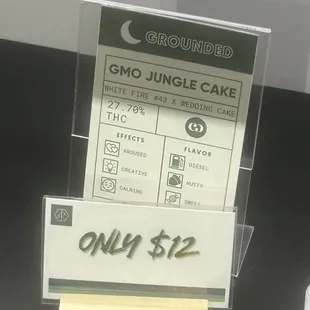 GROUNDED
GMO JUNGLE CAKE
WHITE FIRE #43 X WEDDING CAKE
27.70%
THC
EFFECTS
FLAVOR
AROUSED
DIESEL
CREATIVE
NUTTY
CALMING
SWEET
ONLY $12